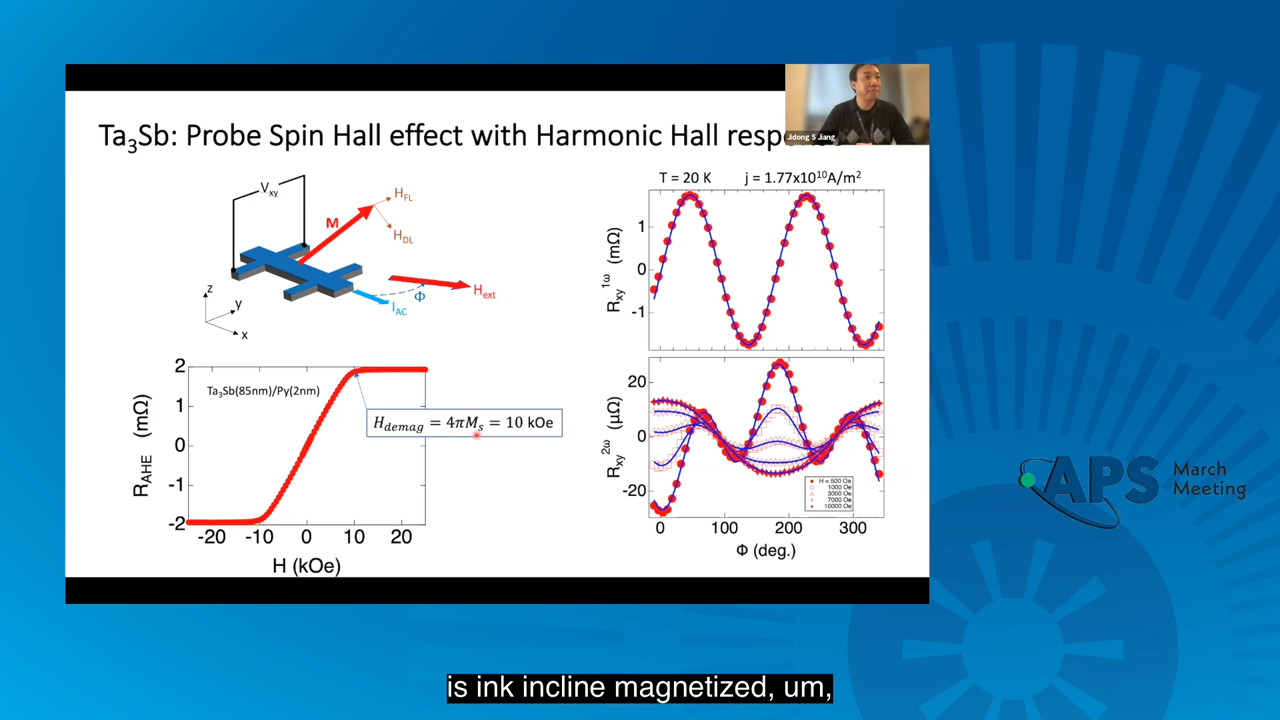 Ta₃Sb: Probe Spin Hall effect with Harmonic Hall resp
Jidong S Jiang
Vxy
M
H_FL
H_DL
H_ext
Φ
I_AC
z
y
x
2
1
0
-1
-2
R_AHE (mΩ)
Ta₃Sb(85nm)/Py(2nm)
H_demag = 4πM_s = 10 kOe
-20 -10 0 10 20
H (kOe)
T = 20 K j = 1.77x10¹⁰A/m²
R_xy^1ω (mΩ)
1
0
-1
R_xy^2ω (μΩ)
20
0
-20
H = 500 Oe
1000 Oe
3000 Oe
7000 Oe
10000 Oe
0 100 200 300
Φ (deg.)
APS March
Meeting
is ink incline magnetized, um,